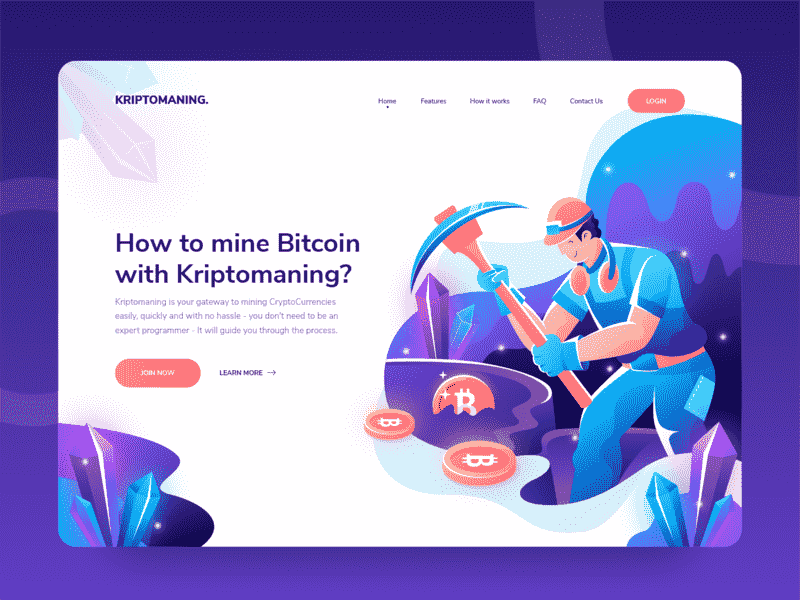 KRIPTOMANING.
Home Features How it works FAQ Contact Us LOGIN
How to mine Bitcoin
with Kriptomaning?
Kriptomaning is your gateway to mining CryptoCurrencies
easily, quickly and with no hassle - you don't need to be an
expert programmer - It will guide you through the process.
JOIN NOW LEARN MORE